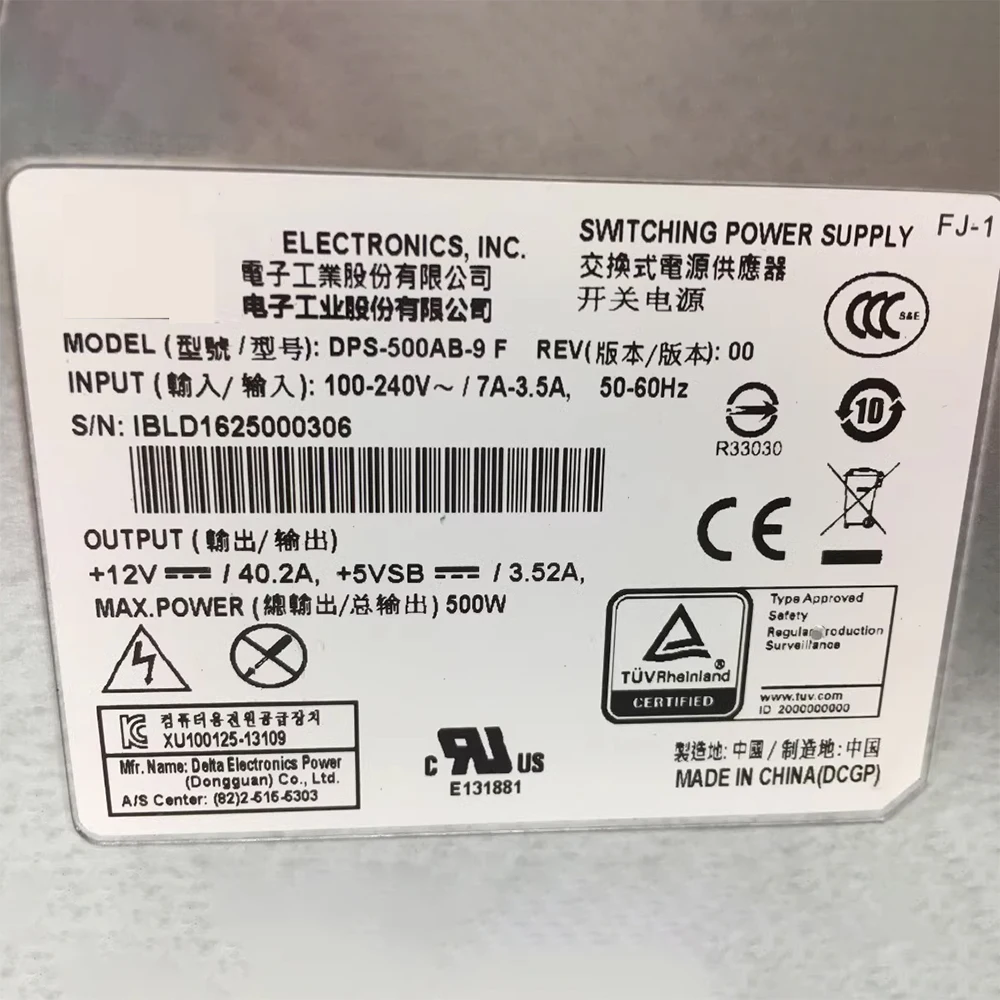 ELECTRONICS, INC.
電子工業股份有限公司
电子工业股份有限公司
SWITCHING POWER SUPPLY
FJ-1
交換式電源供應器
开关电源
MODEL (型號 / 型号): DPS-500AB-9 F REV(版本/版本): 00
INPUT (輸入/ 输入): 100-240V～ / 7A-3.5A, 50-60Hz
S/N: IBLD1625000306
CCC S&E
R33030
10
CE
OUTPUT (輸出/ 输出)
+12V ⎓ / 40.2A, +5VSB ⎓ / 3.52A,
MAX.POWER (總輸出/总输出) 500W
TÜVRheinland®
CERTIFIED
Type Approved
Safety
Regular roduction
Surveillance
www.tuv.com
ID 2000000000
컴퓨터용전원공급장치
XU100125-13109
Mfr. Name: Delta Electronics Power
(Dongguan) Co., Ltd.
A/S Center: (82)2-515-5303
c RU US
E131881
製造地: 中國 / 制造地: 中国
MADE IN CHINA(DCGP)